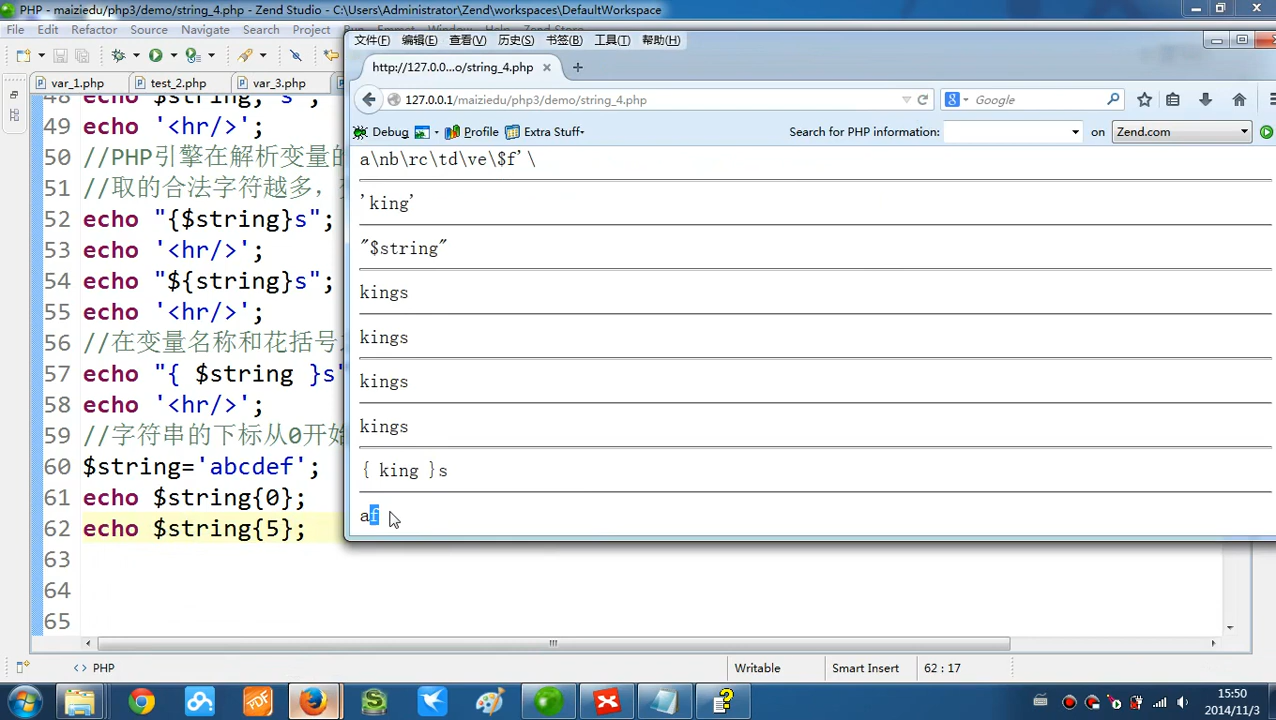 PHP - maiziedu/php3/demo/string_4.php - Zend Studio - C:\Users\Administrator\Zend\workspaces\DefaultWorkspace
File Edit Source Refactor Navigate Search Project
var_1.php test_2.php var_3.php
48 echo $string,'s';
49 echo '<hr/>';
50 //PHP引擎在解析变量的
51 //取的合法字符越多,
52 echo "{$string}s";
53 echo '<hr/>';
54 echo "${string}s";
55 echo '<hr/>';
56 //在变量名称和花括号
57 echo "{ $string }s"
58 echo '<hr/>';
59 //字符串的下标从0开始
60 $string='abcdef';
61 echo $string{0};
62 echo $string{5};
63
64
65
文件(F) 编辑(E) 查看(V) 历史(S) 书签(B) 工具(T) 帮助(H)
http://127.0.0...o/string_4.php × +
127.0.0.1/maiziedu/php3/demo/string_4.php Google
Debug Profile Extra Stuff Search for PHP information: on Zend.com
a\nb\rc\td\ve\$f'\
'king'
"$string"
kings
kings
kings
kings
{ king }s
af
PHP Writable Smart Insert 62 : 17
PDF
15:50
2014/11/3